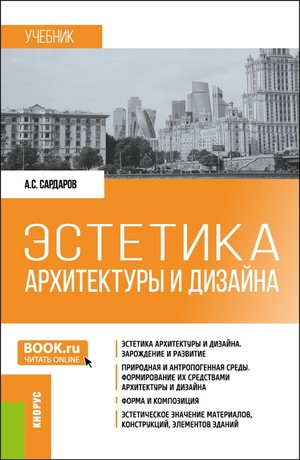 УЧЕБНИК
А.С. САРДАРОВ
ЭСТЕТИКА
АРХИТЕКТУРЫ И ДИЗАЙНА
BOOK.ru
ЧИТАТЬ ONLINE
ЭСТЕТИКА АРХИТЕКТУРЫ И ДИЗАЙНА.
ЗАРОЖДЕНИЕ И РАЗВИТИЕ
ПРИРОДНАЯ И АНТРОПОГЕННАЯ СРЕДЫ.
ФОРМИРОВАНИЕ ИХ СРЕДСТВАМИ
АРХИТЕКТУРЫ И ДИЗАЙНА
ФОРМА И КОМПОЗИЦИЯ
ЭСТЕТИЧЕСКОЕ ЗНАЧЕНИЕ МАТЕРИАЛОВ,
КОНСТРУКЦИЙ, ЭЛЕМЕНТОВ ЗДАНИЙ
КНОРУС